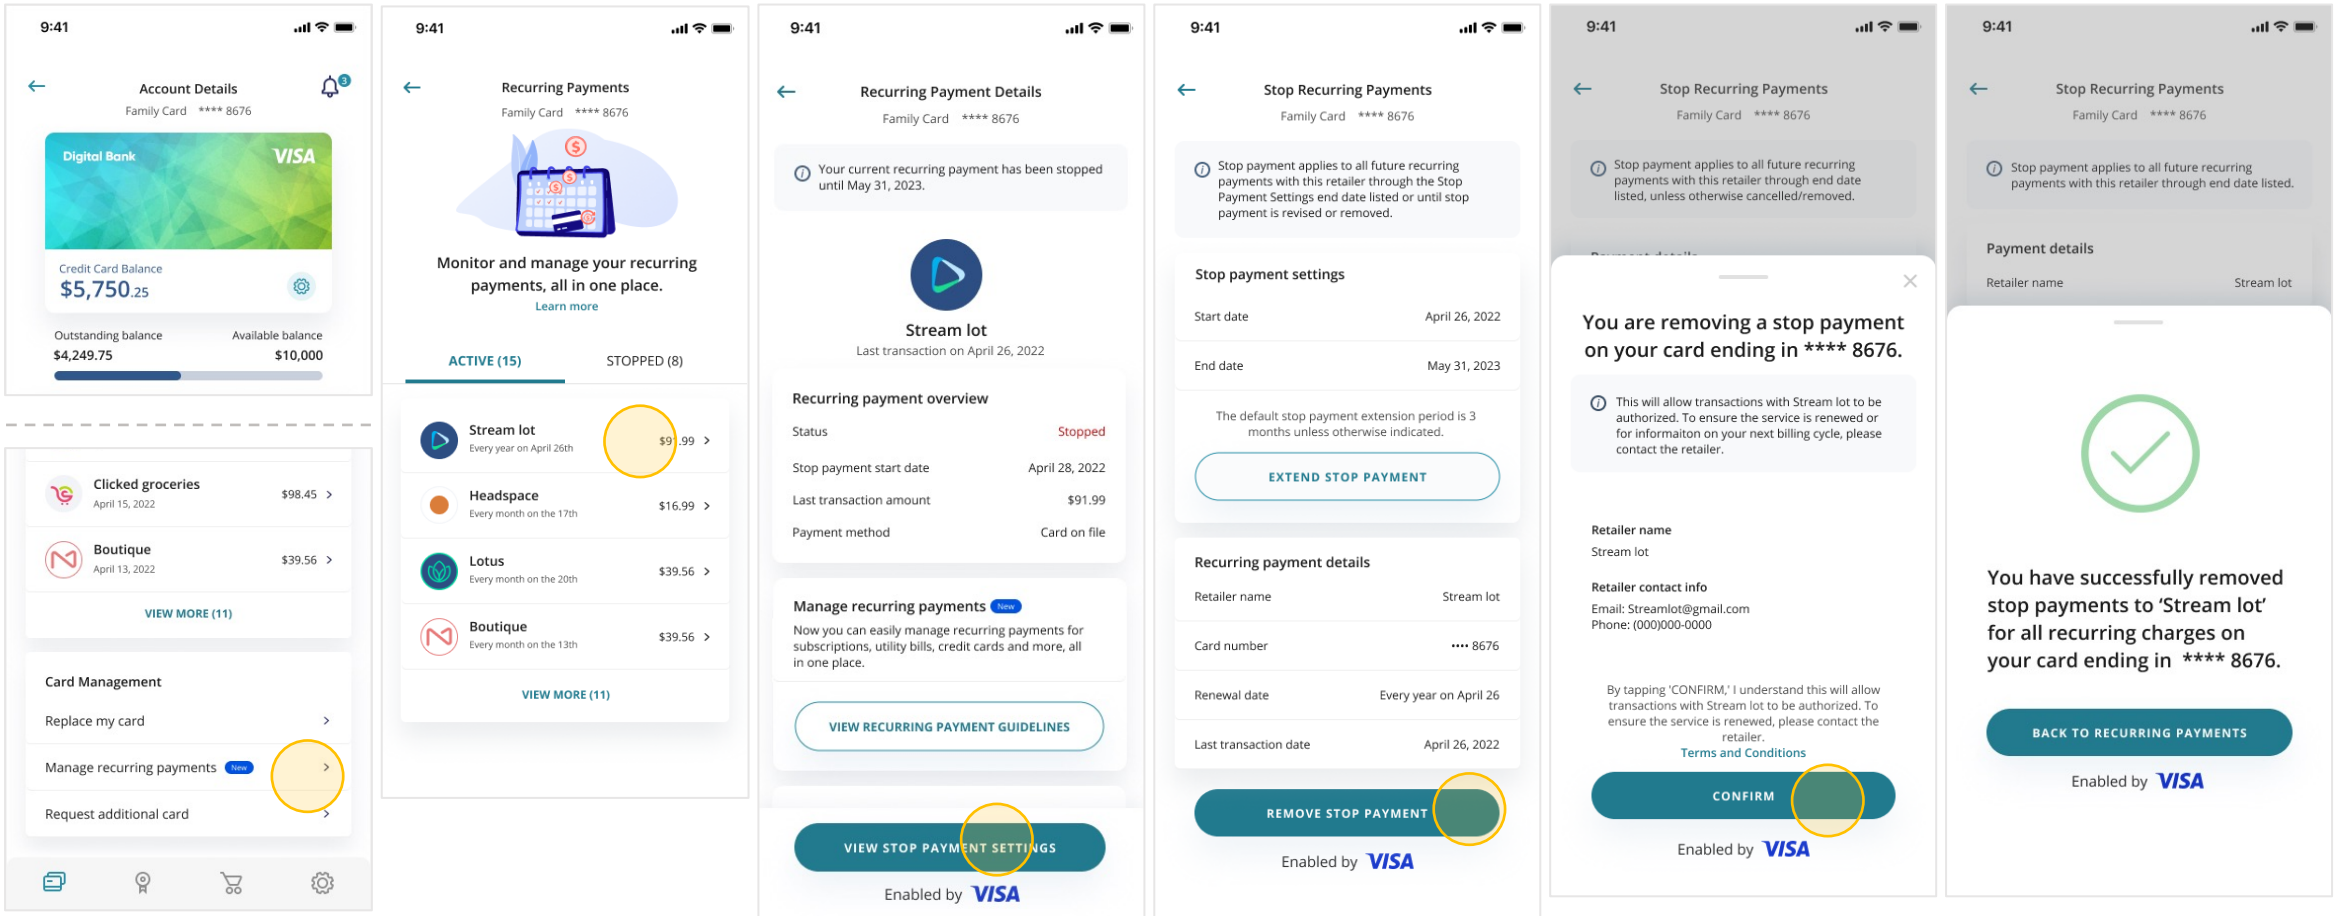 9:41
Account Details
3
Family Card **** 8676
Digital Bank
VISA
Credit Card Balance
$5,750.25
Outstanding balance
Available balance
$4,249.75
$10,000
Clicked groceries
April 15, 2022
$98.45
Boutique
April 13, 2022
$39.56
VIEW MORE (11)
Card Management
Replace my card
Manage recurring payments New
Request additional card
9:41
Recurring Payments
Family Card **** 8676
Monitor and manage your recurring
payments, all in one place.
Learn more
ACTIVE (15)
STOPPED (8)
Stream lot
Every year on April 26th
$91.99
Headspace
Every month on the 17th
$16.99
Lotus
Every month on the 20th
$39.56
Boutique
Every month on the 13th
$39.56
VIEW MORE (11)
9:41
Recurring Payment Details
Family Card **** 8676
Your current recurring payment has been stopped
until May 31, 2023.
Stream lot
Last transaction on April 26, 2022
Recurring payment overview
Status Stopped
Stop payment start date April 28, 2022
Last transaction amount $91.99
Payment method Card on file
Manage recurring payments New
Now you can easily manage recurring payments for
subscriptions, utility bills, credit cards and more, all
in one place.
VIEW RECURRING PAYMENT GUIDELINES
VIEW STOP PAYMENT SETTINGS
Enabled by VISA
9:41
Stop Recurring Payments
Family Card **** 8676
Stop payment applies to all future recurring
payments with this retailer through the Stop
Payment Settings end date listed or until stop
payment is revised or removed.
Stop payment settings
Start date April 26, 2022
End date May 31, 2023
The default stop payment extension period is 3
months unless otherwise indicated.
EXTEND STOP PAYMENT
Recurring payment details
Retailer name Stream lot
Card number •••• 8676
Renewal date Every year on April 26
Last transaction date April 26, 2022
REMOVE STOP PAYMENT
Enabled by VISA
9:41
Stop Recurring Payments
Family Card **** 8676
Stop payment applies to all future recurring
payments with this retailer through end date
listed, unless otherwise cancelled/removed.
Payment details
You are removing a stop payment
on your card ending in **** 8676.
This will allow transactions with Stream lot to be
authorized. To ensure the service is renewed or
for informaiton on your next billing cycle, please
contact the retailer.
Retailer name
Stream lot
Retailer contact info
Email: Streamlot@gmail.com
Phone: (000)000-0000
By tapping 'CONFIRM,' I understand this will allow
transactions with Stream lot to be authorized. To
ensure the service is renewed, please contact the
retailer.
Terms and Conditions
CONFIRM
Enabled by VISA
9:41
Stop Recurring Payments
Family Card **** 8676
Stop payment applies to all future recurring
payments with this retailer through end date listed.
Payment details
Retailer name Stream lot
You have successfully removed
stop payments to ‘Stream lot’
for all recurring charges on
your card ending in **** 8676.
BACK TO RECURRING PAYMENTS
Enabled by VISA